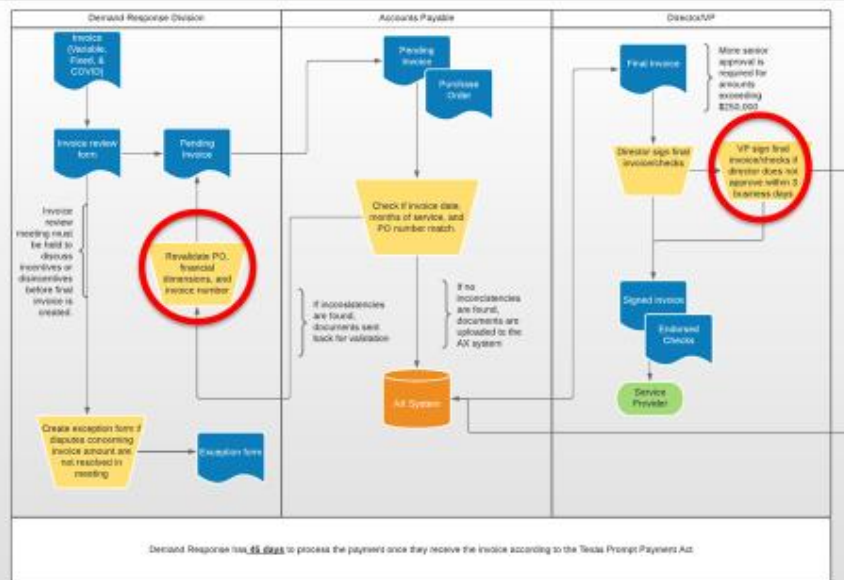 Demand Response Division
Accounts Payable
Director/VP
Invoice
(Variable,
Fixed, &
COVID)
Invoice review
form
Pending
Invoice
Invoice
review
meeting must
be held to
discuss
incentives or
disincentives
before final
invoice is
created.
Revalidate PO,
financial
dimensions, and
invoice number
Create exception form if
disputes concerning
invoice amount are
not resolved in
meeting
Exception form
Pending
Invoice
Purchase
Order
Check if invoice date,
months of service, and
PO number match.
If inconsistencies
are found,
documents sent
back for validation
If no
inconcistencies
are found,
documents are
uploaded to the
AX system
AX System
Final Invoice
More senior
approval is
required for
amounts
exceeding
$250,000
Director sign final
invoice/checks
VP sign final
invoice/checks if
director does not
approve within 3
business days
Signed invoice
Endorsed
Checks
Service
Provider
Demand Response has 45 days to process the payment once they receive the invoice according to the Texas Prompt Payment Act